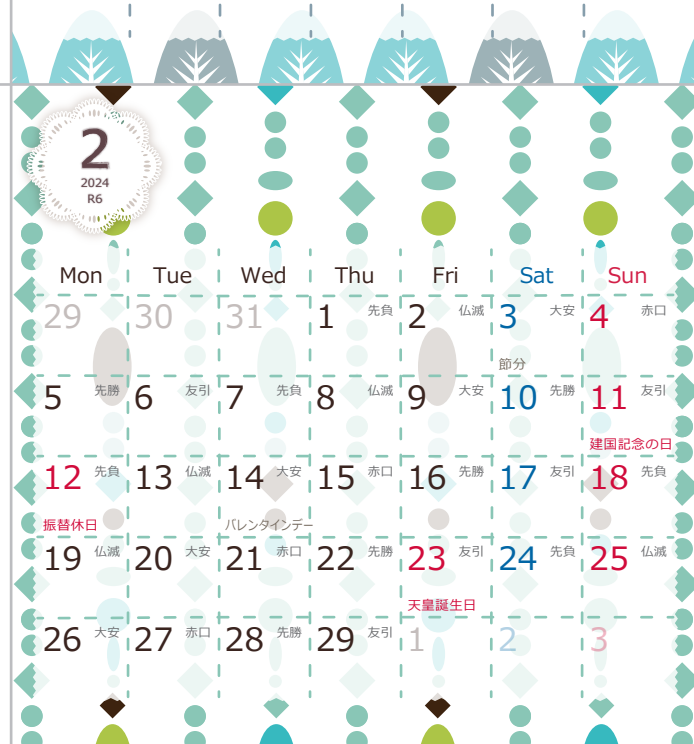 2
2024
R6
Mon Tue Wed Thu Fri Sat Sun
29 30 31 1 先負 2 仏滅 3 大安 4 赤口
節分
5 先勝 6 友引 7 先負 8 仏滅 9 大安 10 先勝 11 友引
建国記念の日
12 先負 13 仏滅 14 大安 15 赤口 16 先勝 17 友引 18 先負
振替休日 バレンタインデー
19 仏滅 20 大安 21 赤口 22 先勝 23 友引 24 先負 25 仏滅
天皇誕生日
26 大安 27 赤口 28 先勝 29 友引 1 2 3